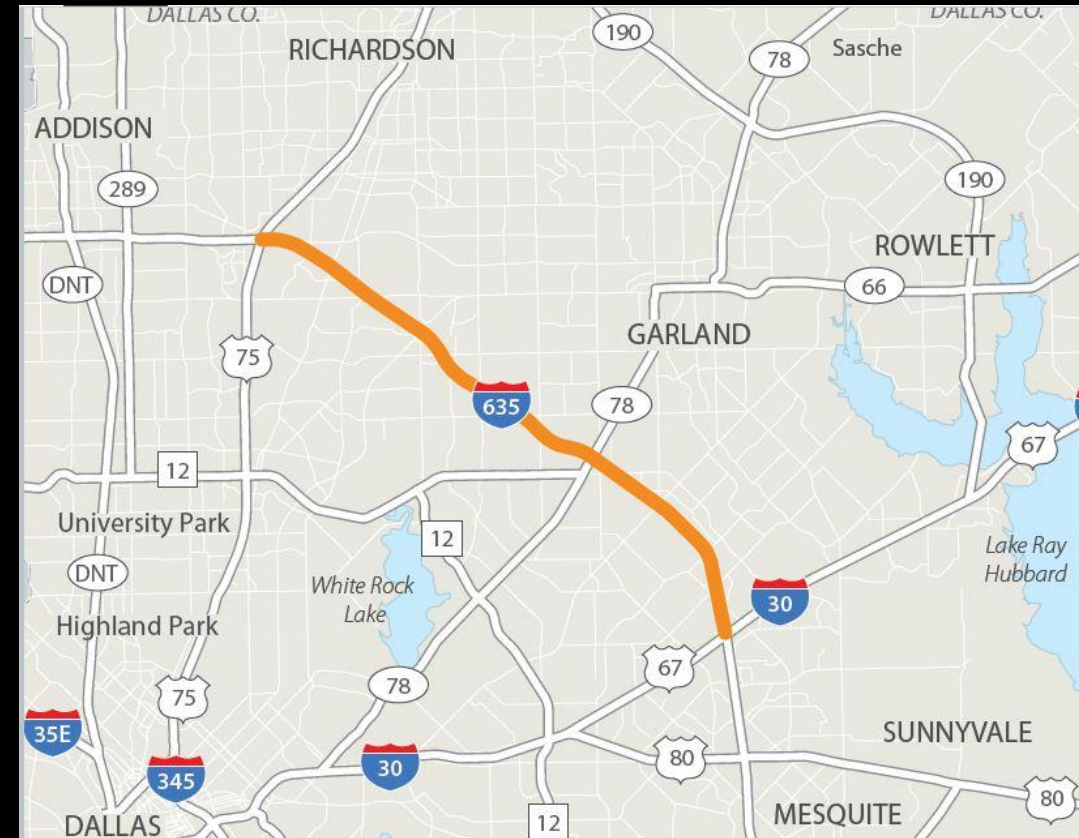 DALLAS CO.
DALLAS CO.
RICHARDSON
190
78
Sasche
ADDISON
289
190
ROWLETT
DNT
66
GARLAND
75
635
78
67
12
University Park
12
Lake Ray
Hubbard
DNT
White Rock
Lake
30
Highland Park
67
78
75
35E
SUNNYVALE
30
80
345
80
MESQUITE
DALLAS
12